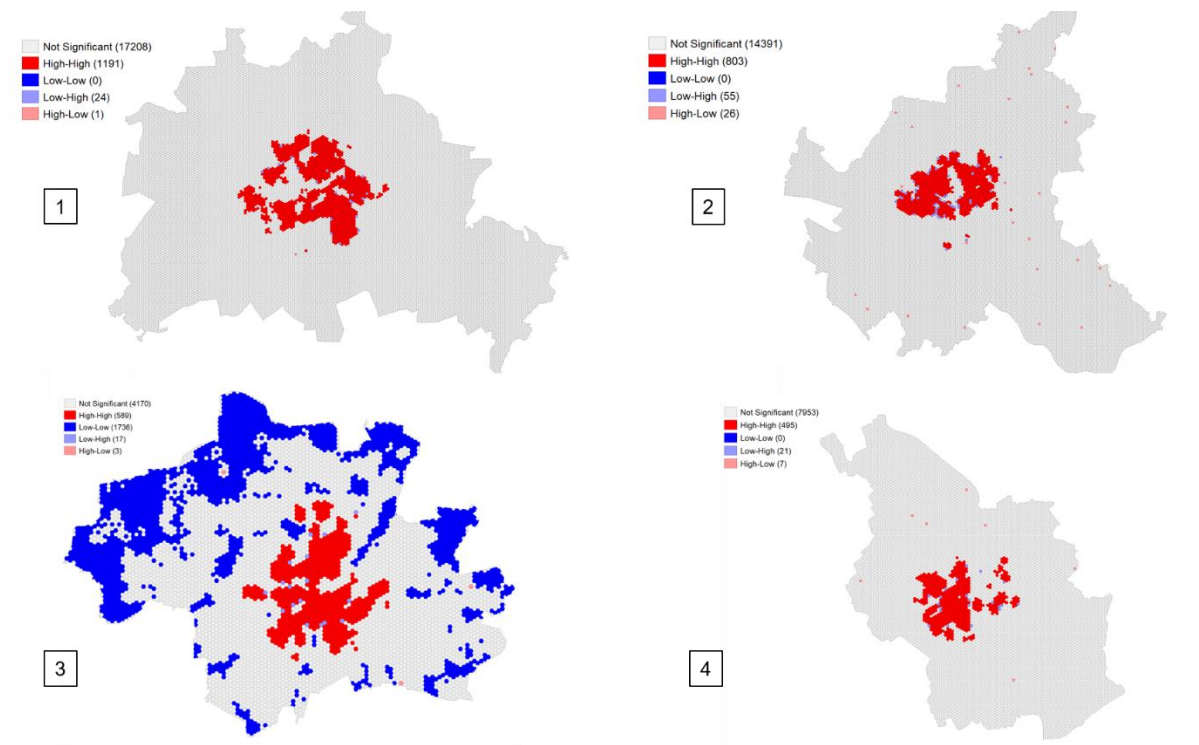 Not Significant (17208)
High-High (1191)
Low-Low (0)
Low-High (24)
High-Low (1)
1
Not Significant (14391)
High-High (803)
Low-Low (0)
Low-High (55)
High-Low (26)
2
Not Significant (4170)
High-High (589)
Low-Low (1736)
Low-High (17)
High-Low (3)
3
Not Significant (7953)
High-High (495)
Low-Low (0)
Low-High (21)
High-Low (7)
4